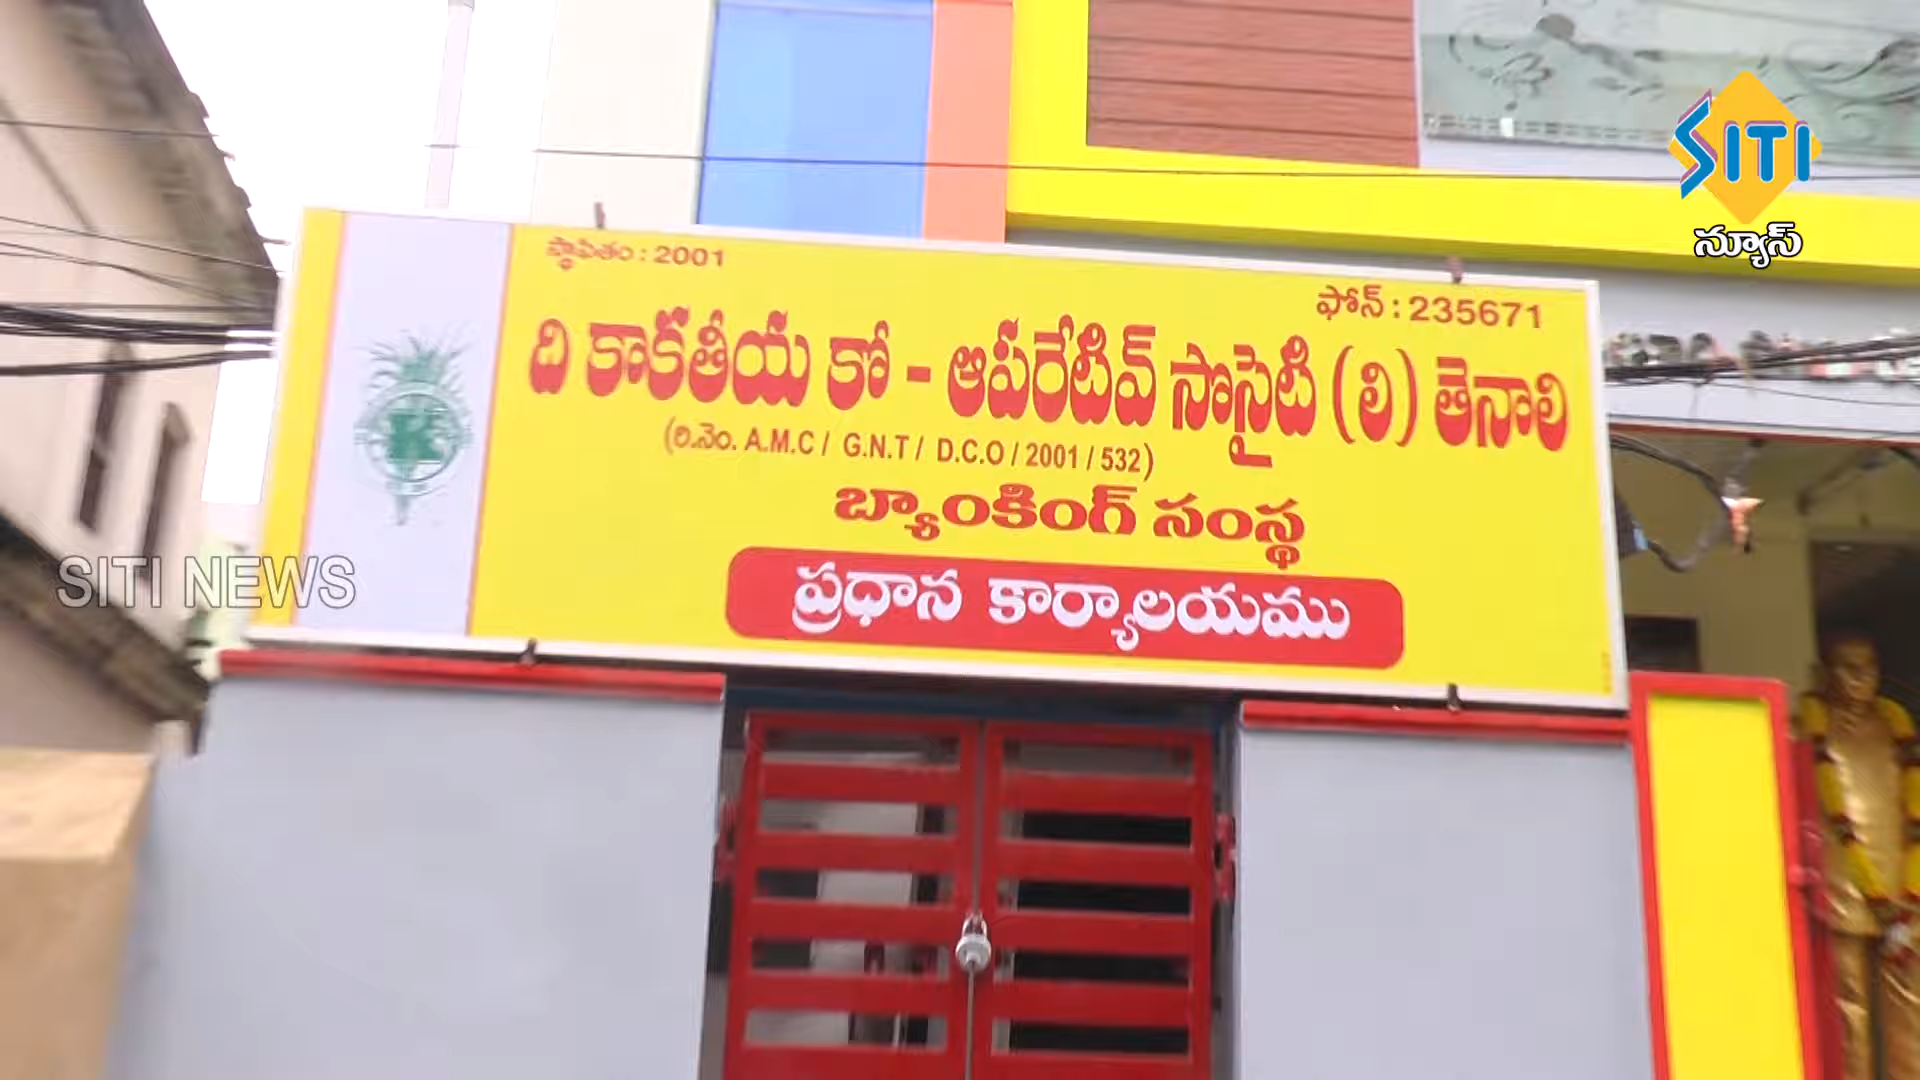 SITI
న్యూస్
స్థాపితం : 2001
ఫోన్ : 235671
ది కాకతీయ కో - ఆపరేటివ్ సొసైటి (లి) తెనాలి
(రి.నెం. A.M.C / G.N.T / D.C.O / 2001 / 532)
బ్యాంకింగ్ సంస్థ
ప్రధాన కార్యాలయము
K
SITI NEWS